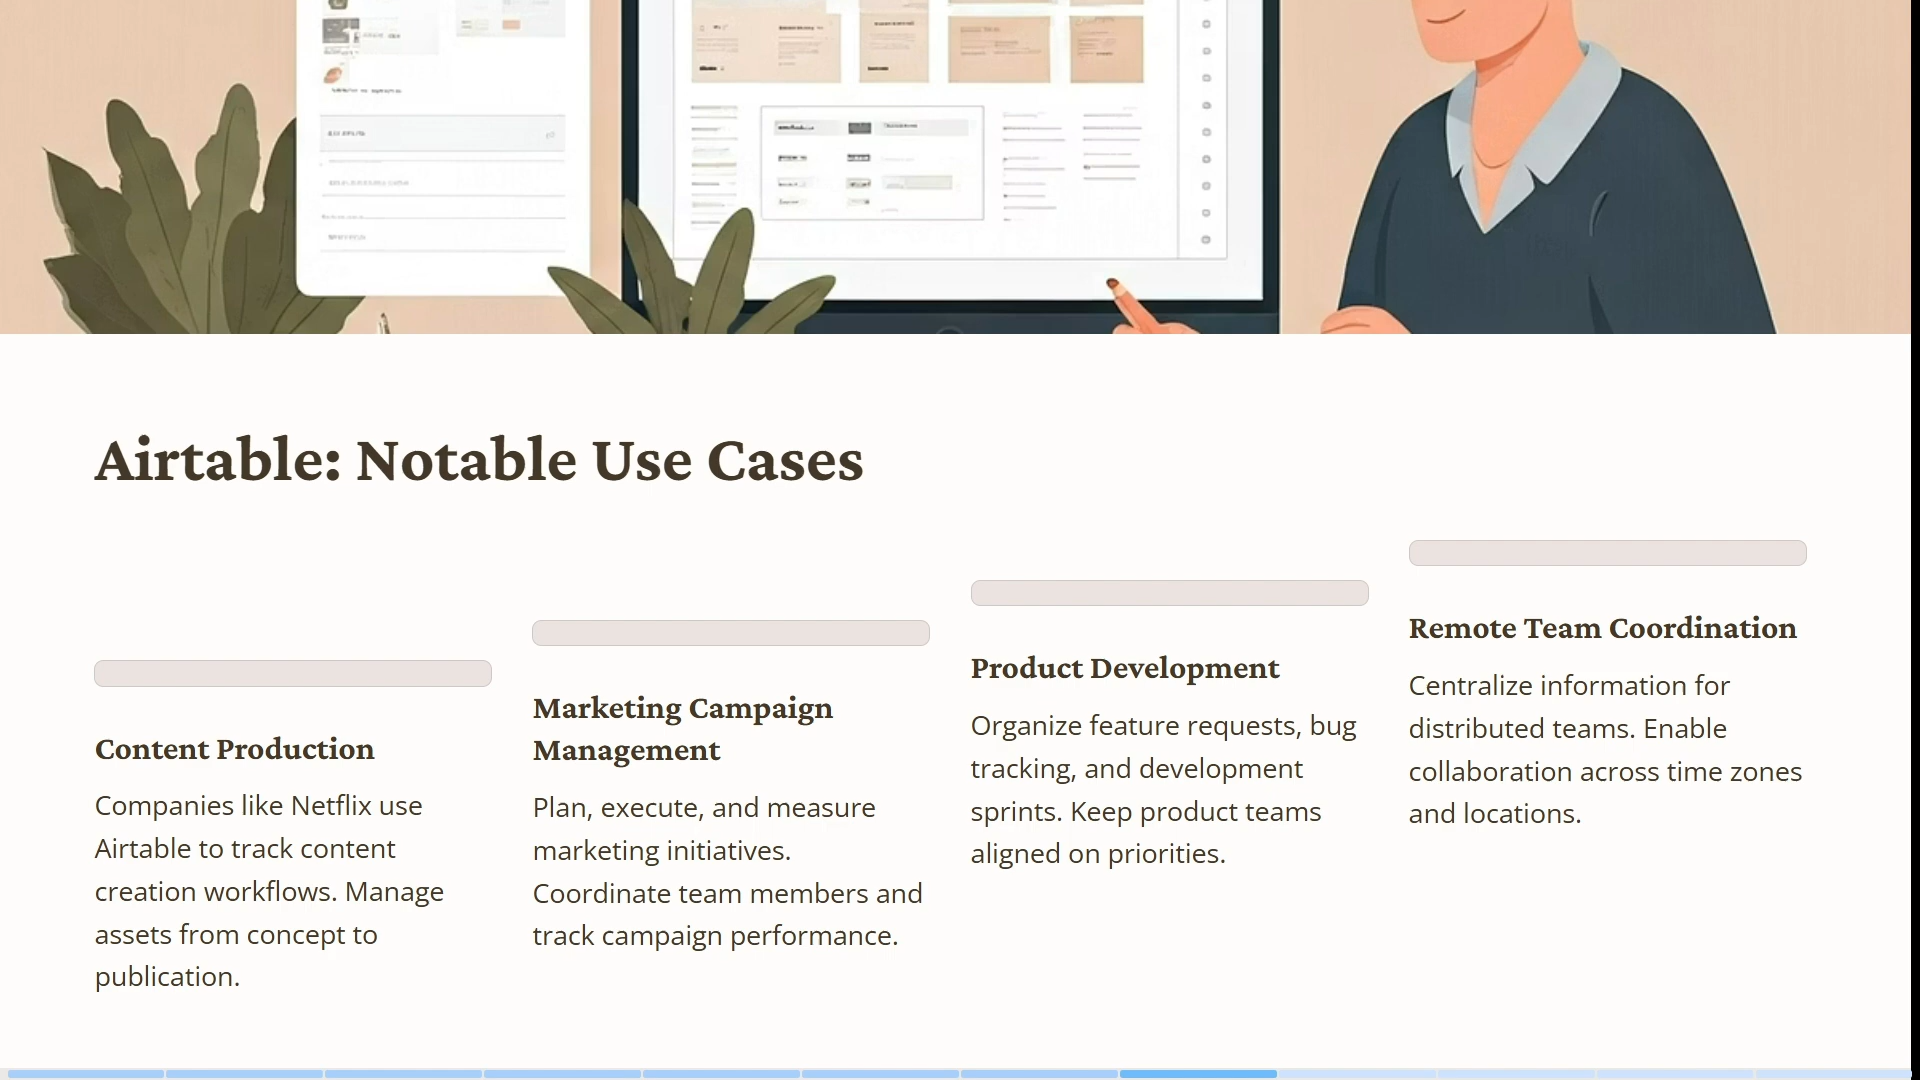 Airtable: Notable Use Cases
Content Production
Companies like Netflix use
Airtable to track content
creation workflows. Manage
assets from concept to
publication.
Marketing Campaign
Management
Plan, execute, and measure
marketing initiatives.
Coordinate team members and
track campaign performance.
Product Development
Organize feature requests, bug
tracking, and development
sprints. Keep product teams
aligned on priorities.
Remote Team Coordination
Centralize information for
distributed teams. Enable
collaboration across time zones
and locations.